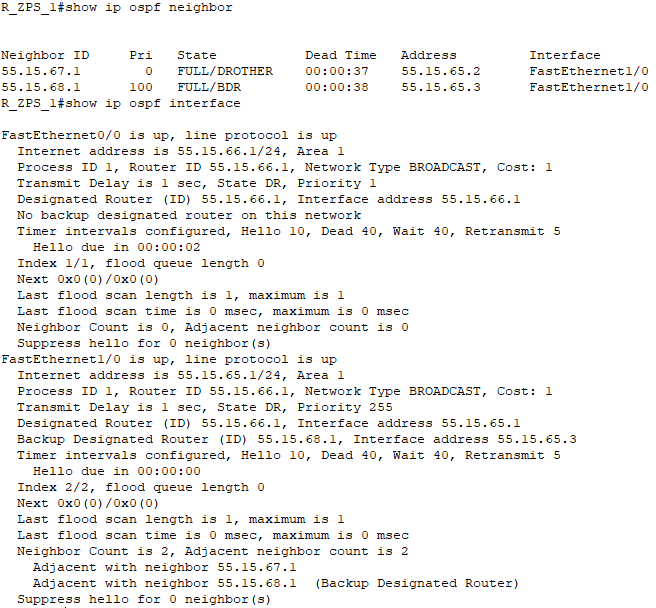 R_ZPS_1#show ip ospf neighbor
Neighbor ID     Pri   State           Dead Time   Address         Interface
55.15.67.1        0   FULL/DROTHER    00:00:37    55.15.65.2      FastEthernet1/0
55.15.68.1      100   FULL/BDR        00:00:38    55.15.65.3      FastEthernet1/0
R_ZPS_1#show ip ospf interface
FastEthernet0/0 is up, line protocol is up
  Internet address is 55.15.66.1/24, Area 1
  Process ID 1, Router ID 55.15.66.1, Network Type BROADCAST, Cost: 1
  Transmit Delay is 1 sec, State DR, Priority 1
  Designated Router (ID) 55.15.66.1, Interface address 55.15.66.1
  No backup designated router on this network
  Timer intervals configured, Hello 10, Dead 40, Wait 40, Retransmit 5
    Hello due in 00:00:02
  Index 1/1, flood queue length 0
  Next 0x0(0)/0x0(0)
  Last flood scan length is 1, maximum is 1
  Last flood scan time is 0 msec, maximum is 0 msec
  Neighbor Count is 0, Adjacent neighbor count is 0
  Suppress hello for 0 neighbor(s)
FastEthernet1/0 is up, line protocol is up
  Internet address is 55.15.65.1/24, Area 1
  Process ID 1, Router ID 55.15.66.1, Network Type BROADCAST, Cost: 1
  Transmit Delay is 1 sec, State DR, Priority 255
  Designated Router (ID) 55.15.66.1, Interface address 55.15.65.1
  Backup Designated Router (ID) 55.15.68.1, Interface address 55.15.65.3
  Timer intervals configured, Hello 10, Dead 40, Wait 40, Retransmit 5
    Hello due in 00:00:00
  Index 2/2, flood queue length 0
  Next 0x0(0)/0x0(0)
  Last flood scan length is 1, maximum is 1
  Last flood scan time is 0 msec, maximum is 0 msec
  Neighbor Count is 2, Adjacent neighbor count is 2
    Adjacent with neighbor 55.15.67.1
    Adjacent with neighbor 55.15.68.1  (Backup Designated Router)
  Suppress hello for 0 neighbor(s)